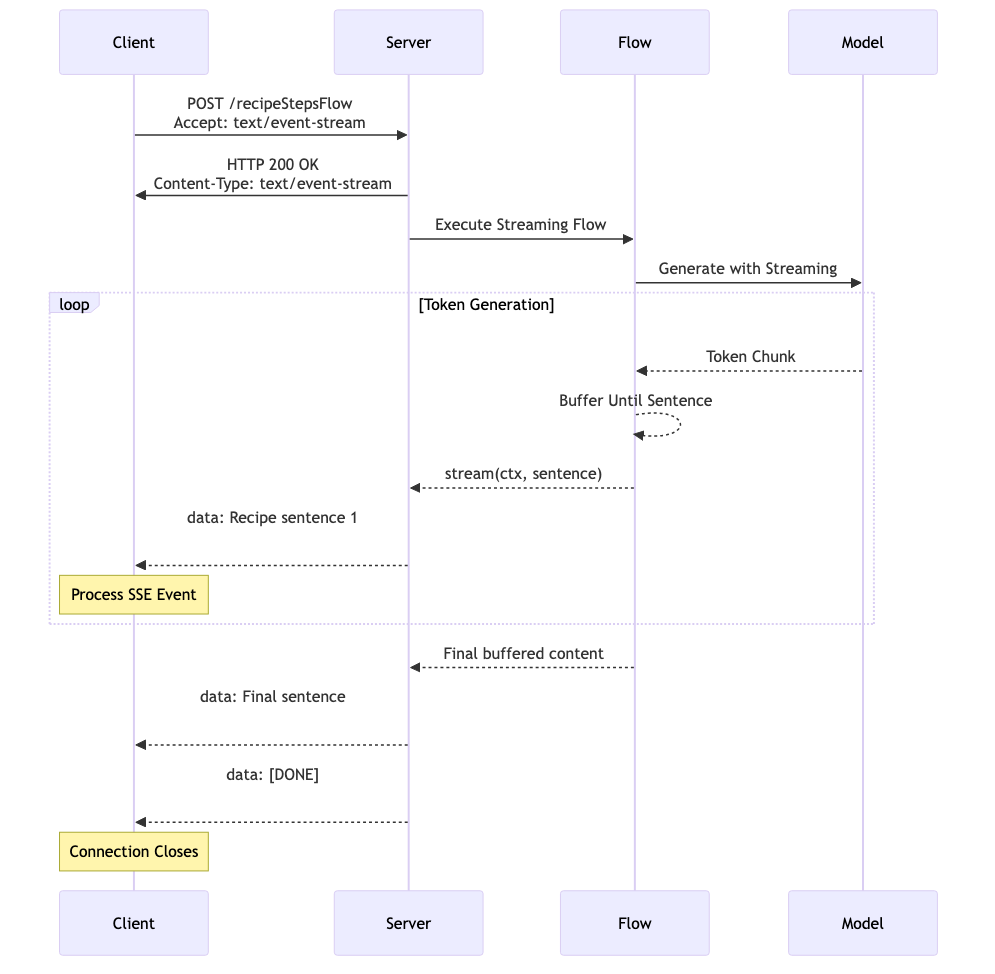 Client
Server
Flow
Model
POST /recipeStepsFlow
Accept: text/event-stream
HTTP 200 OK
Content-Type: text/event-stream
Execute Streaming Flow
Generate with Streaming
loop
[Token Generation]
Token Chunk
Buffer Until Sentence
stream(ctx, sentence)
data: Recipe sentence 1
Process SSE Event
Final buffered content
data: Final sentence
data: [DONE]
Connection Closes
Client
Server
Flow
Model